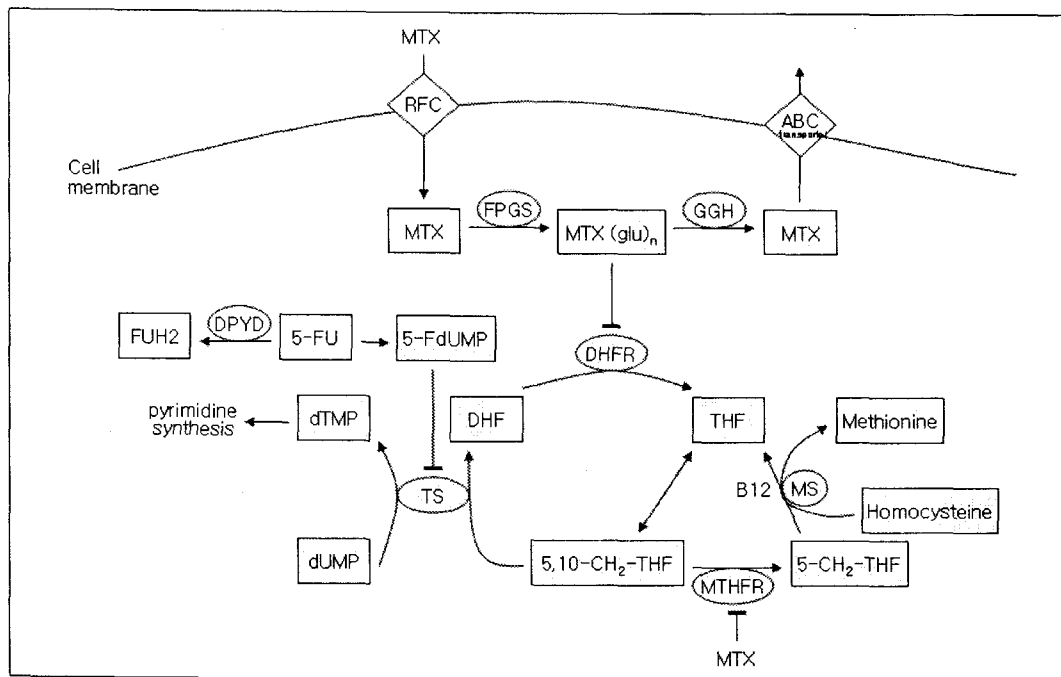 MTX
RFC
ABC
Cell
membrane
FPGS
GGH
MTX
MTX (glu)n
MTX
DPYD
FUH2
5-FU
5-FdUMP
DHFR
pyrimidine
synthesis
dTMP
DHF
THF
Methionine
TS
B12
MS
Homocysteine
dUMP
5,10-CH₂-THF
5-CH₂-THF
MTHFR
MTX